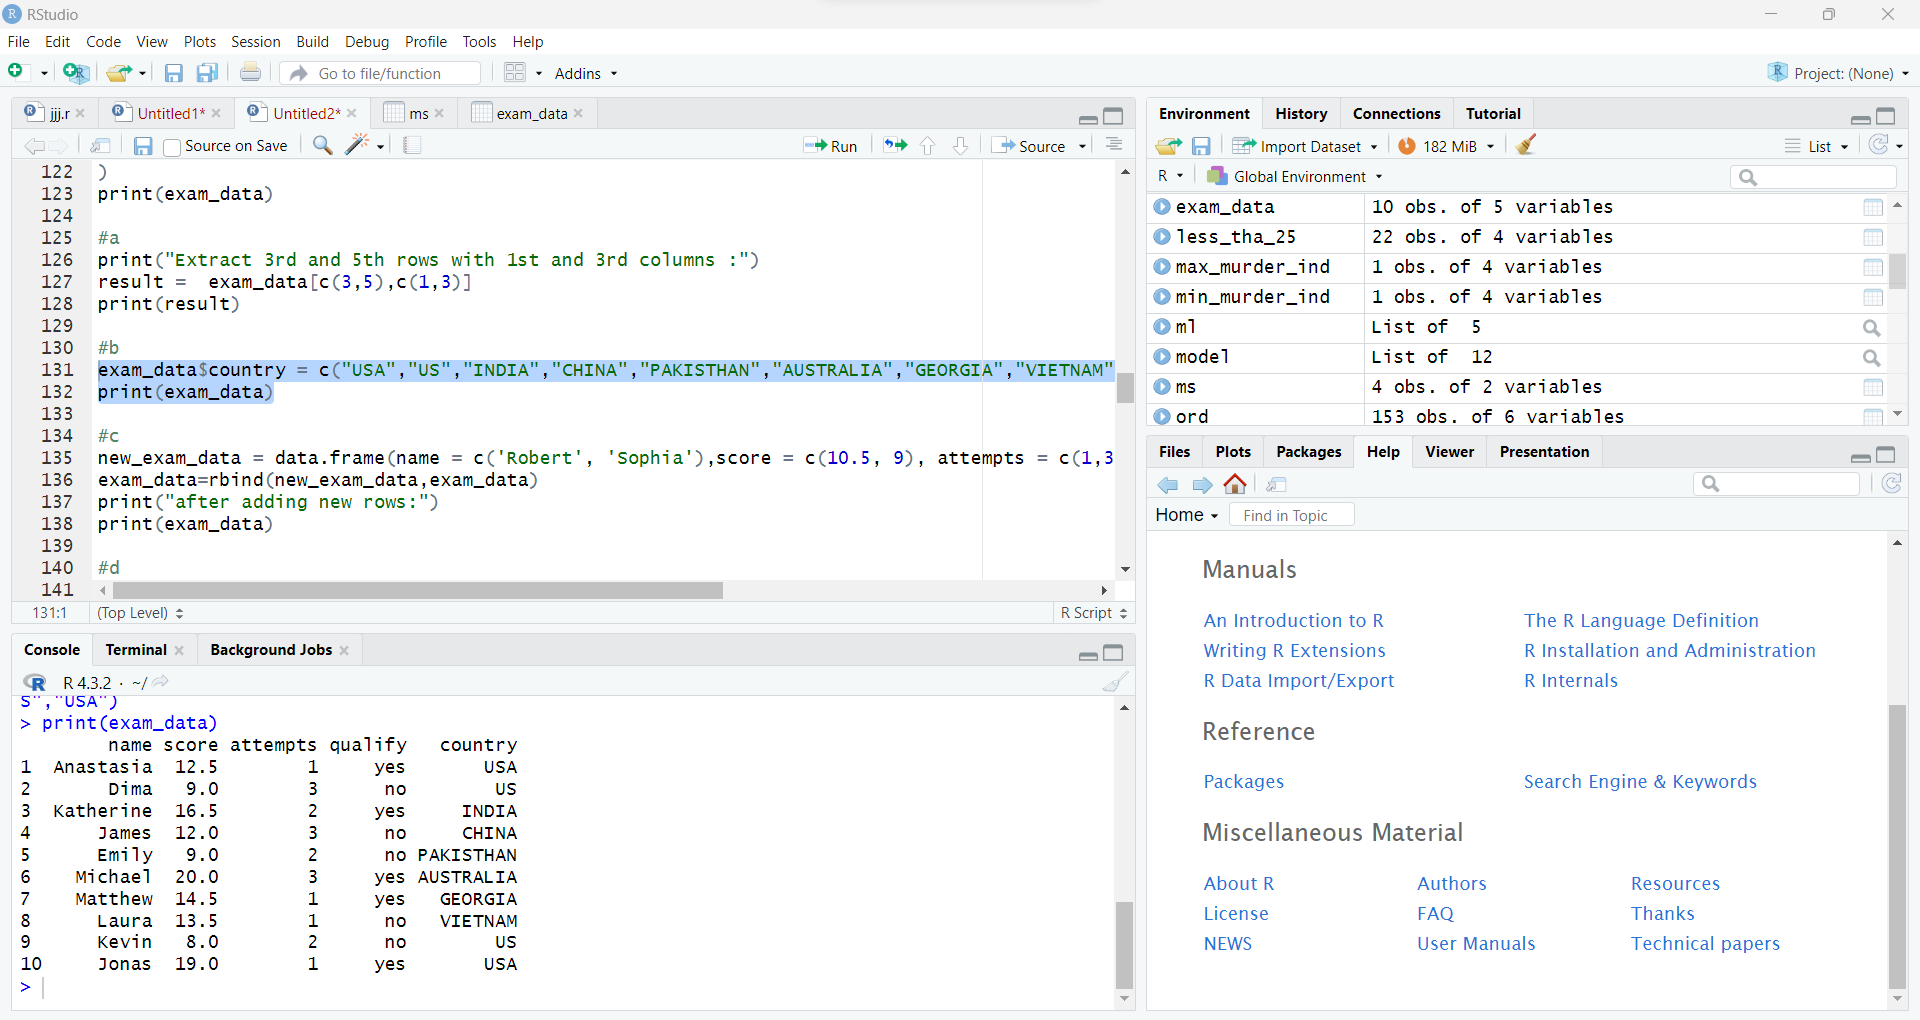 RStudio
File Edit Code View Plots Session Build Debug Profile Tools Help
Go to file/function Addins Project: (None)
jjj.r Untitled1* Untitled2* ms exam_data
Source on Save Run Source
122 )
123 print(exam_data)
124
125 #a
126 print("Extract 3rd and 5th rows with 1st and 3rd columns :")
127 result =  exam_data[c(3,5),c(1,3)]
128 print(result)
129
130 #b
131 exam_data$country = c("USA","US","INDIA","CHINA","PAKISTHAN","AUSTRALIA","GEORGIA","VIETNAM"
132 print(exam_data)
133
134 #c
135 new_exam_data = data.frame(name = c('Robert', 'Sophia'),score = c(10.5, 9), attempts = c(1,3
136 exam_data=rbind(new_exam_data,exam_data)
137 print("after adding new rows:")
138 print(exam_data)
139
140 #d
141
131:1 (Top Level) R Script
Console Terminal Background Jobs
R 4.3.2 · ~/
S","USA")
> print(exam_data)
name score attempts qualify country
1 Anastasia 12.5 1 yes USA
2 Dima 9.0 3 no US
3 Katherine 16.5 2 yes INDIA
4 James 12.0 3 no CHINA
5 Emily 9.0 2 no PAKISTHAN
6 Michael 20.0 3 yes AUSTRALIA
7 Matthew 14.5 1 yes GEORGIA
8 Laura 13.5 1 no VIETNAM
9 Kevin 8.0 2 no US
10 Jonas 19.0 1 yes USA
>
Environment History Connections Tutorial
Import Dataset 182 MiB List
R Global Environment
exam_data 10 obs. of 5 variables
less_tha_25 22 obs. of 4 variables
max_murder_ind 1 obs. of 4 variables
min_murder_ind 1 obs. of 4 variables
ml List of  5
model List of  12
ms 4 obs. of 2 variables
ord 153 obs. of 6 variables
Files Plots Packages Help Viewer Presentation
Home Find in Topic
Manuals
An Introduction to R The R Language Definition
Writing R Extensions R Installation and Administration
R Data Import/Export R Internals
Reference
Packages Search Engine & Keywords
Miscellaneous Material
About R Authors Resources
License FAQ Thanks
NEWS User Manuals Technical papers